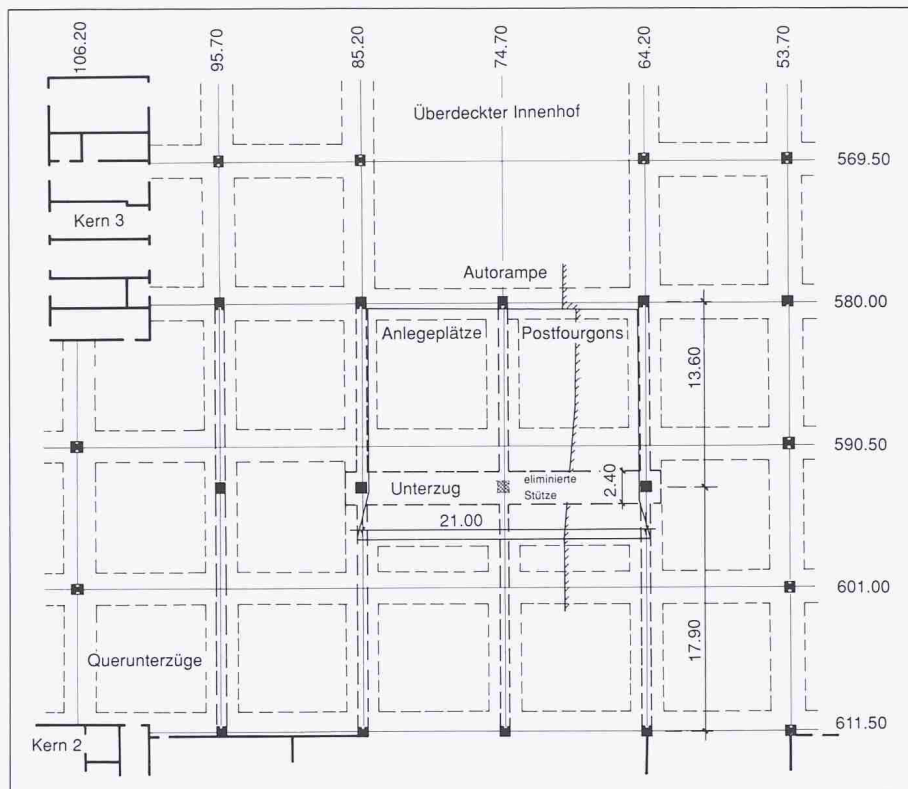 106.20
95.70
85.20
74.70
64.20
53.70
Überdeckter Innenhof
569.50
Kern 3
Autorampe
580.00
Anlegeplätze
Postfourgons
13.60
590.50
Unterzug
eliminierte
Stütze
2.40
21.00
601.00
17.90
Querunterzüge
611.50
Kern 2